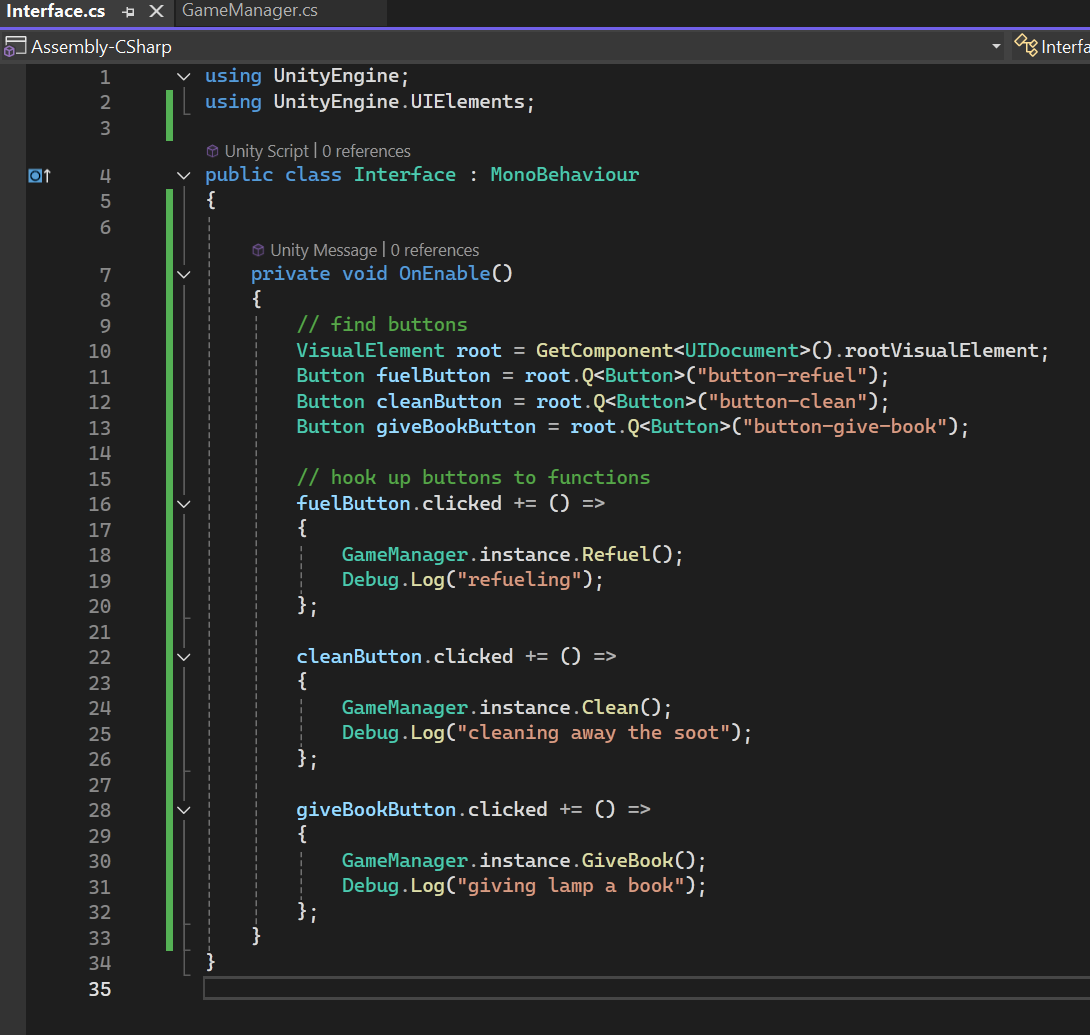 Interface.cs GameManager.cs
Assembly-CSharp Interfa
1 using UnityEngine;
2 using UnityEngine.UIElements;
3
Unity Script | 0 references
4 public class Interface : MonoBehaviour
5 {
6
Unity Message | 0 references
7 private void OnEnable()
8 {
9 // find buttons
10 VisualElement root = GetComponent<UIDocument>().rootVisualElement;
11 Button fuelButton = root.Q<Button>("button-refuel");
12 Button cleanButton = root.Q<Button>("button-clean");
13 Button giveBookButton = root.Q<Button>("button-give-book");
14
15 // hook up buttons to functions
16 fuelButton.clicked += () =>
17 {
18 GameManager.instance.Refuel();
19 Debug.Log("refueling");
20 };
21
22 cleanButton.clicked += () =>
23 {
24 GameManager.instance.Clean();
25 Debug.Log("cleaning away the soot");
26 };
27
28 giveBookButton.clicked += () =>
29 {
30 GameManager.instance.GiveBook();
31 Debug.Log("giving lamp a book");
32 };
33 }
34 }
35